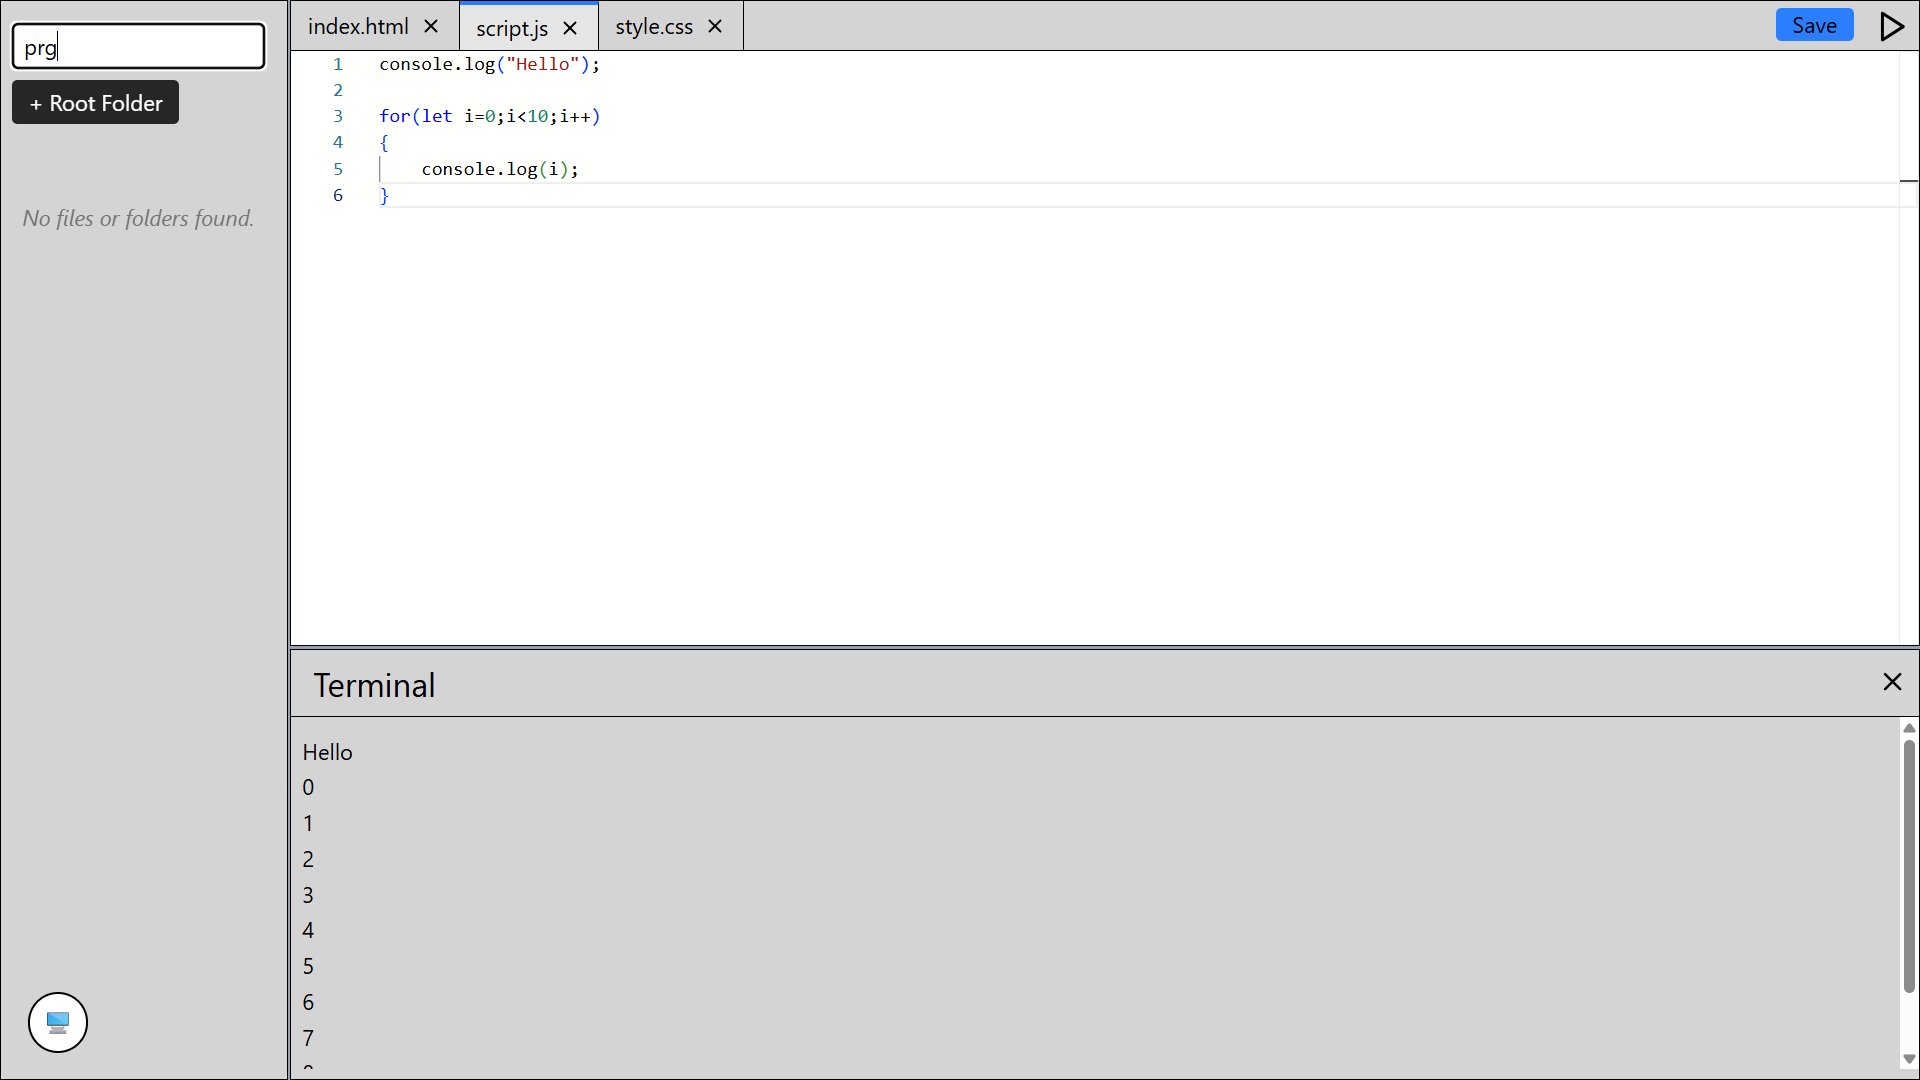 prg
+ Root Folder
No files or folders found.
index.html ✕ script.js ✕ style.css ✕ Save
1 console.log("Hello");
2
3 for(let i=0;i<10;i++)
4 {
5     console.log(i);
6 }
Terminal
Hello
0
1
2
3
4
5
6
7